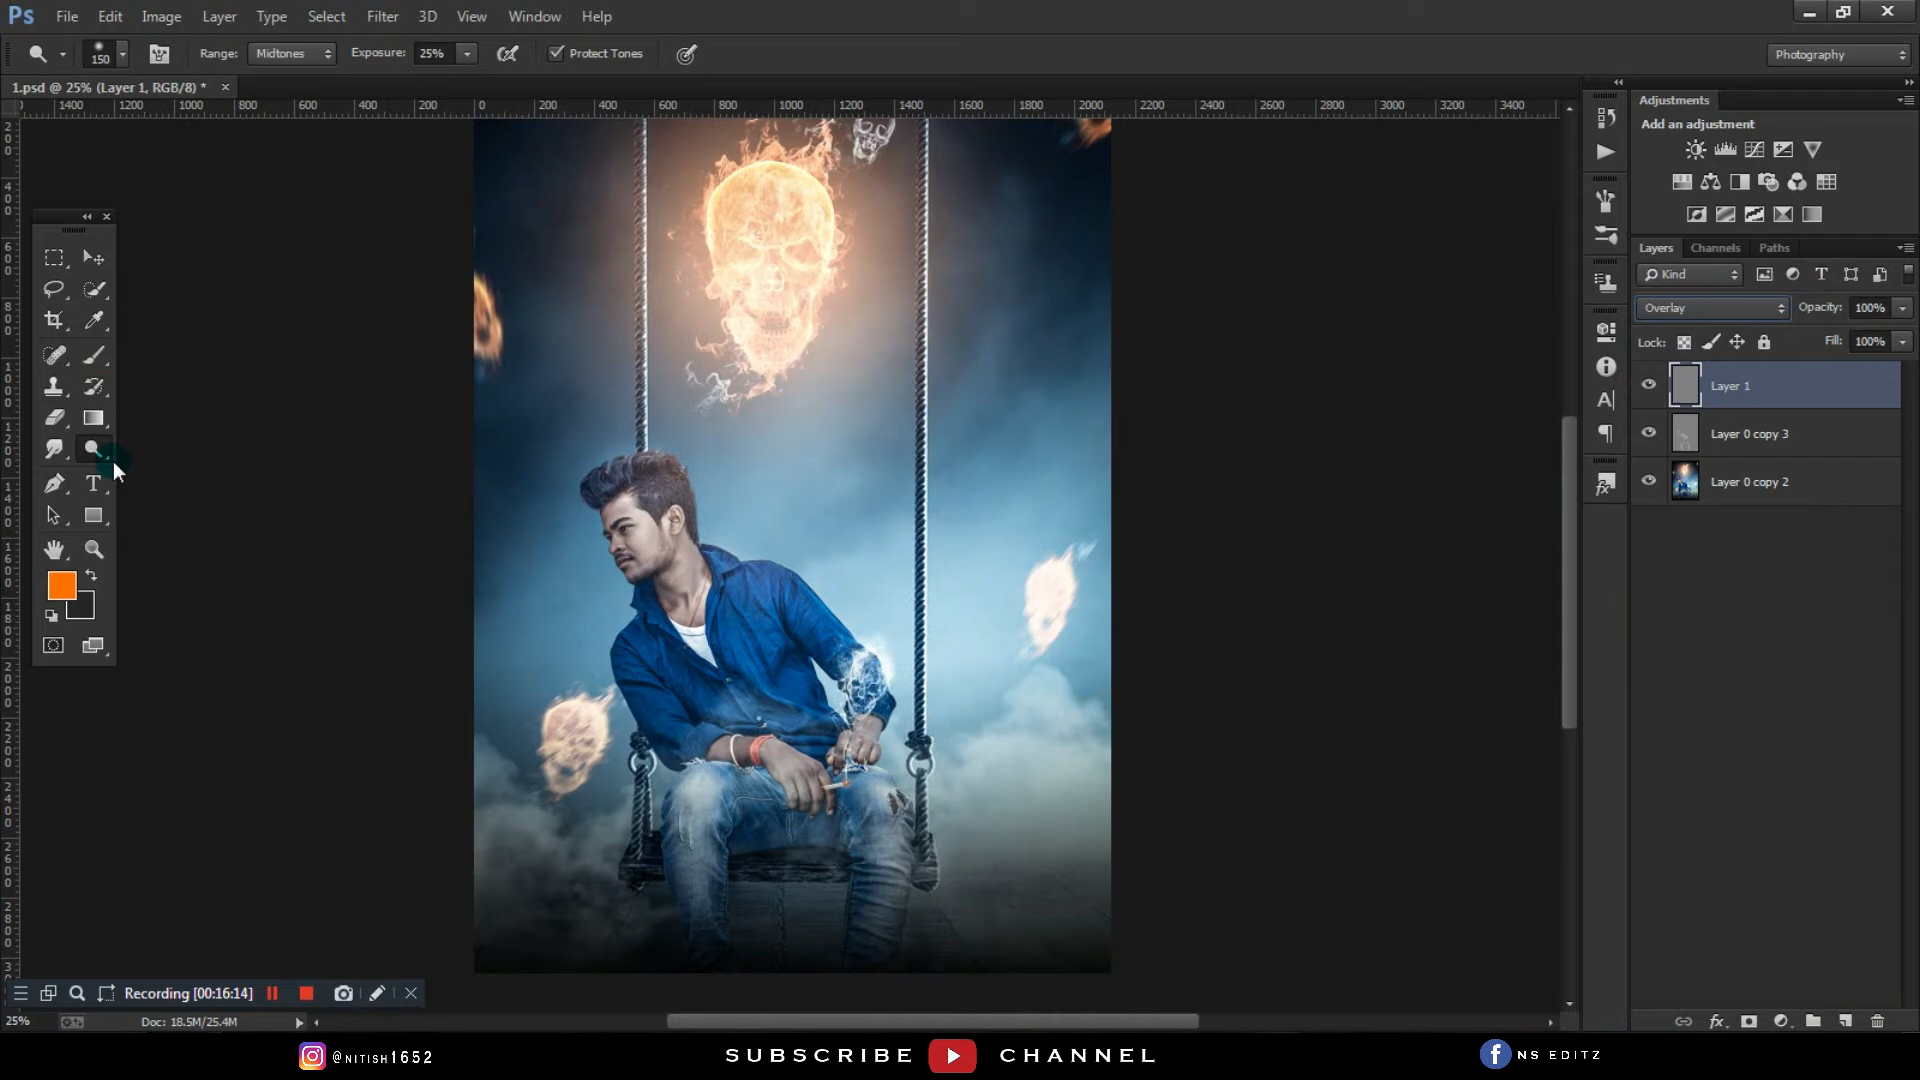 Ps File Edit Image Layer Type Select Filter 3D View Window Help
150 Range: Midtones Exposure: 25% Protect Tones Photography
1.psd @ 25% (Layer 1, RGB/8) *
1400 1200 1000 800 600 400 200 0 200 400 600 800 1000 1200 1400 1600 1800 2000 2200 2400 2600 2800 3000 3200 3400
Adjustments
Add an adjustment
Layers Channels Paths
Kind
Overlay Opacity: 100%
Lock: Fill: 100%
Layer 1
Layer 0 copy 3
Layer 0 copy 2
Recording [00:16:14]
25% Doc: 18.5M/25.4M
@NITISH1652 SUBSCRIBE CHANNEL NS EDITZ